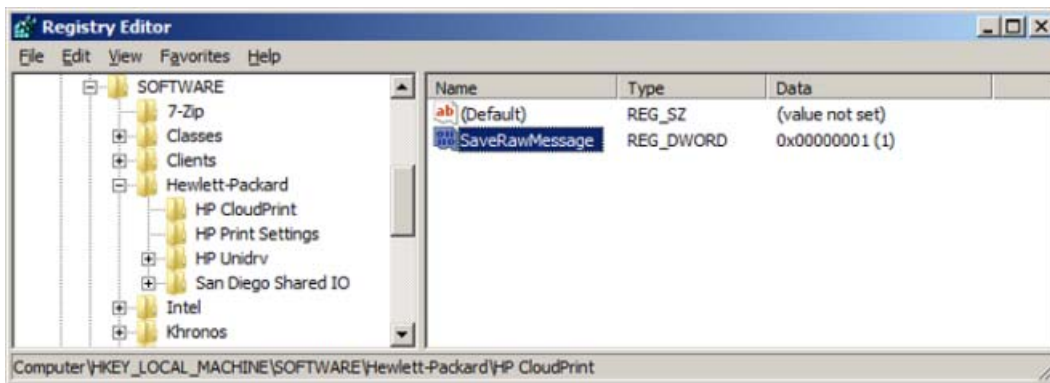 Registry Editor
File Edit View Favorites Help
SOFTWARE
7-Zip
Classes
Clients
Hewlett-Packard
HP CloudPrint
HP Print Settings
HP Unidrv
San Diego Shared IO
Intel
Khronos
Name Type Data
ab (Default) REG_SZ (value not set)
SaveRawMessage REG_DWORD 0x00000001 (1)
Computer\HKEY_LOCAL_MACHINE\SOFTWARE\Hewlett-Packard\HP CloudPrint